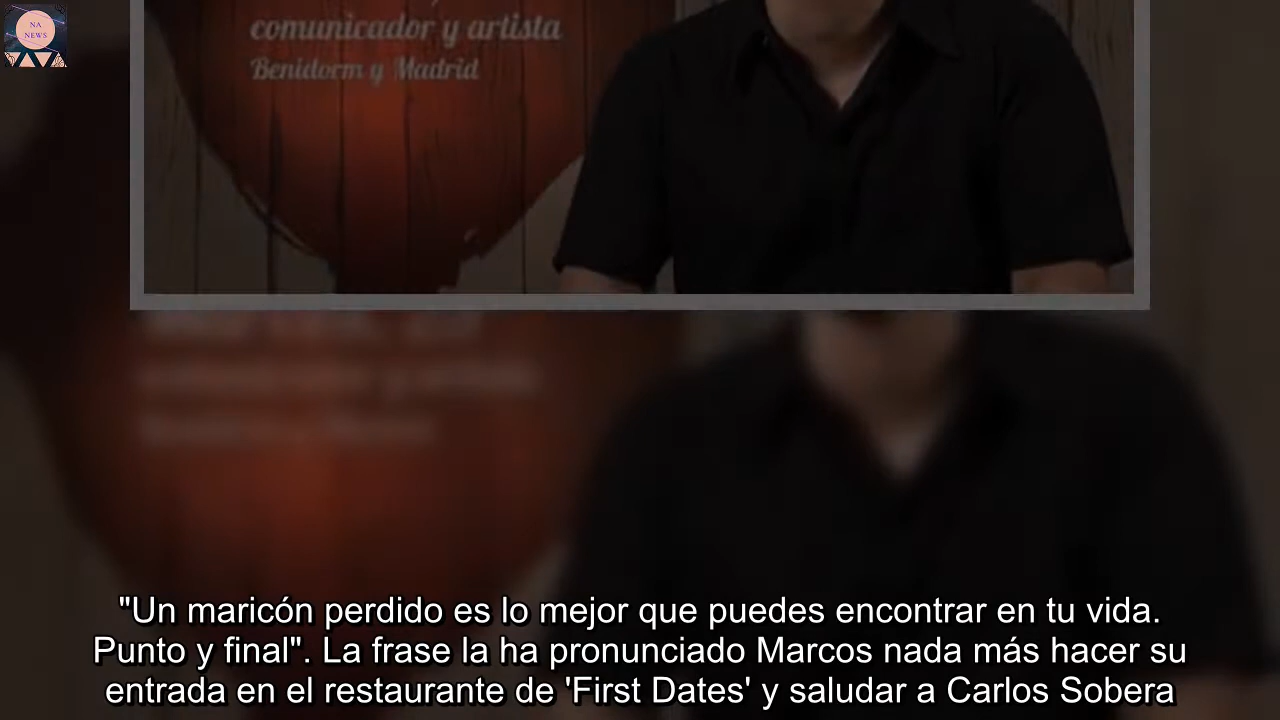 NA
NEWS
comunicador y artista
Benidorm y Madrid
"Un maricón perdido es lo mejor que puedes encontrar en tu vida.
Punto y final". La frase la ha pronunciado Marcos nada más hacer su
entrada en el restaurante de 'First Dates' y saludar a Carlos Sobera